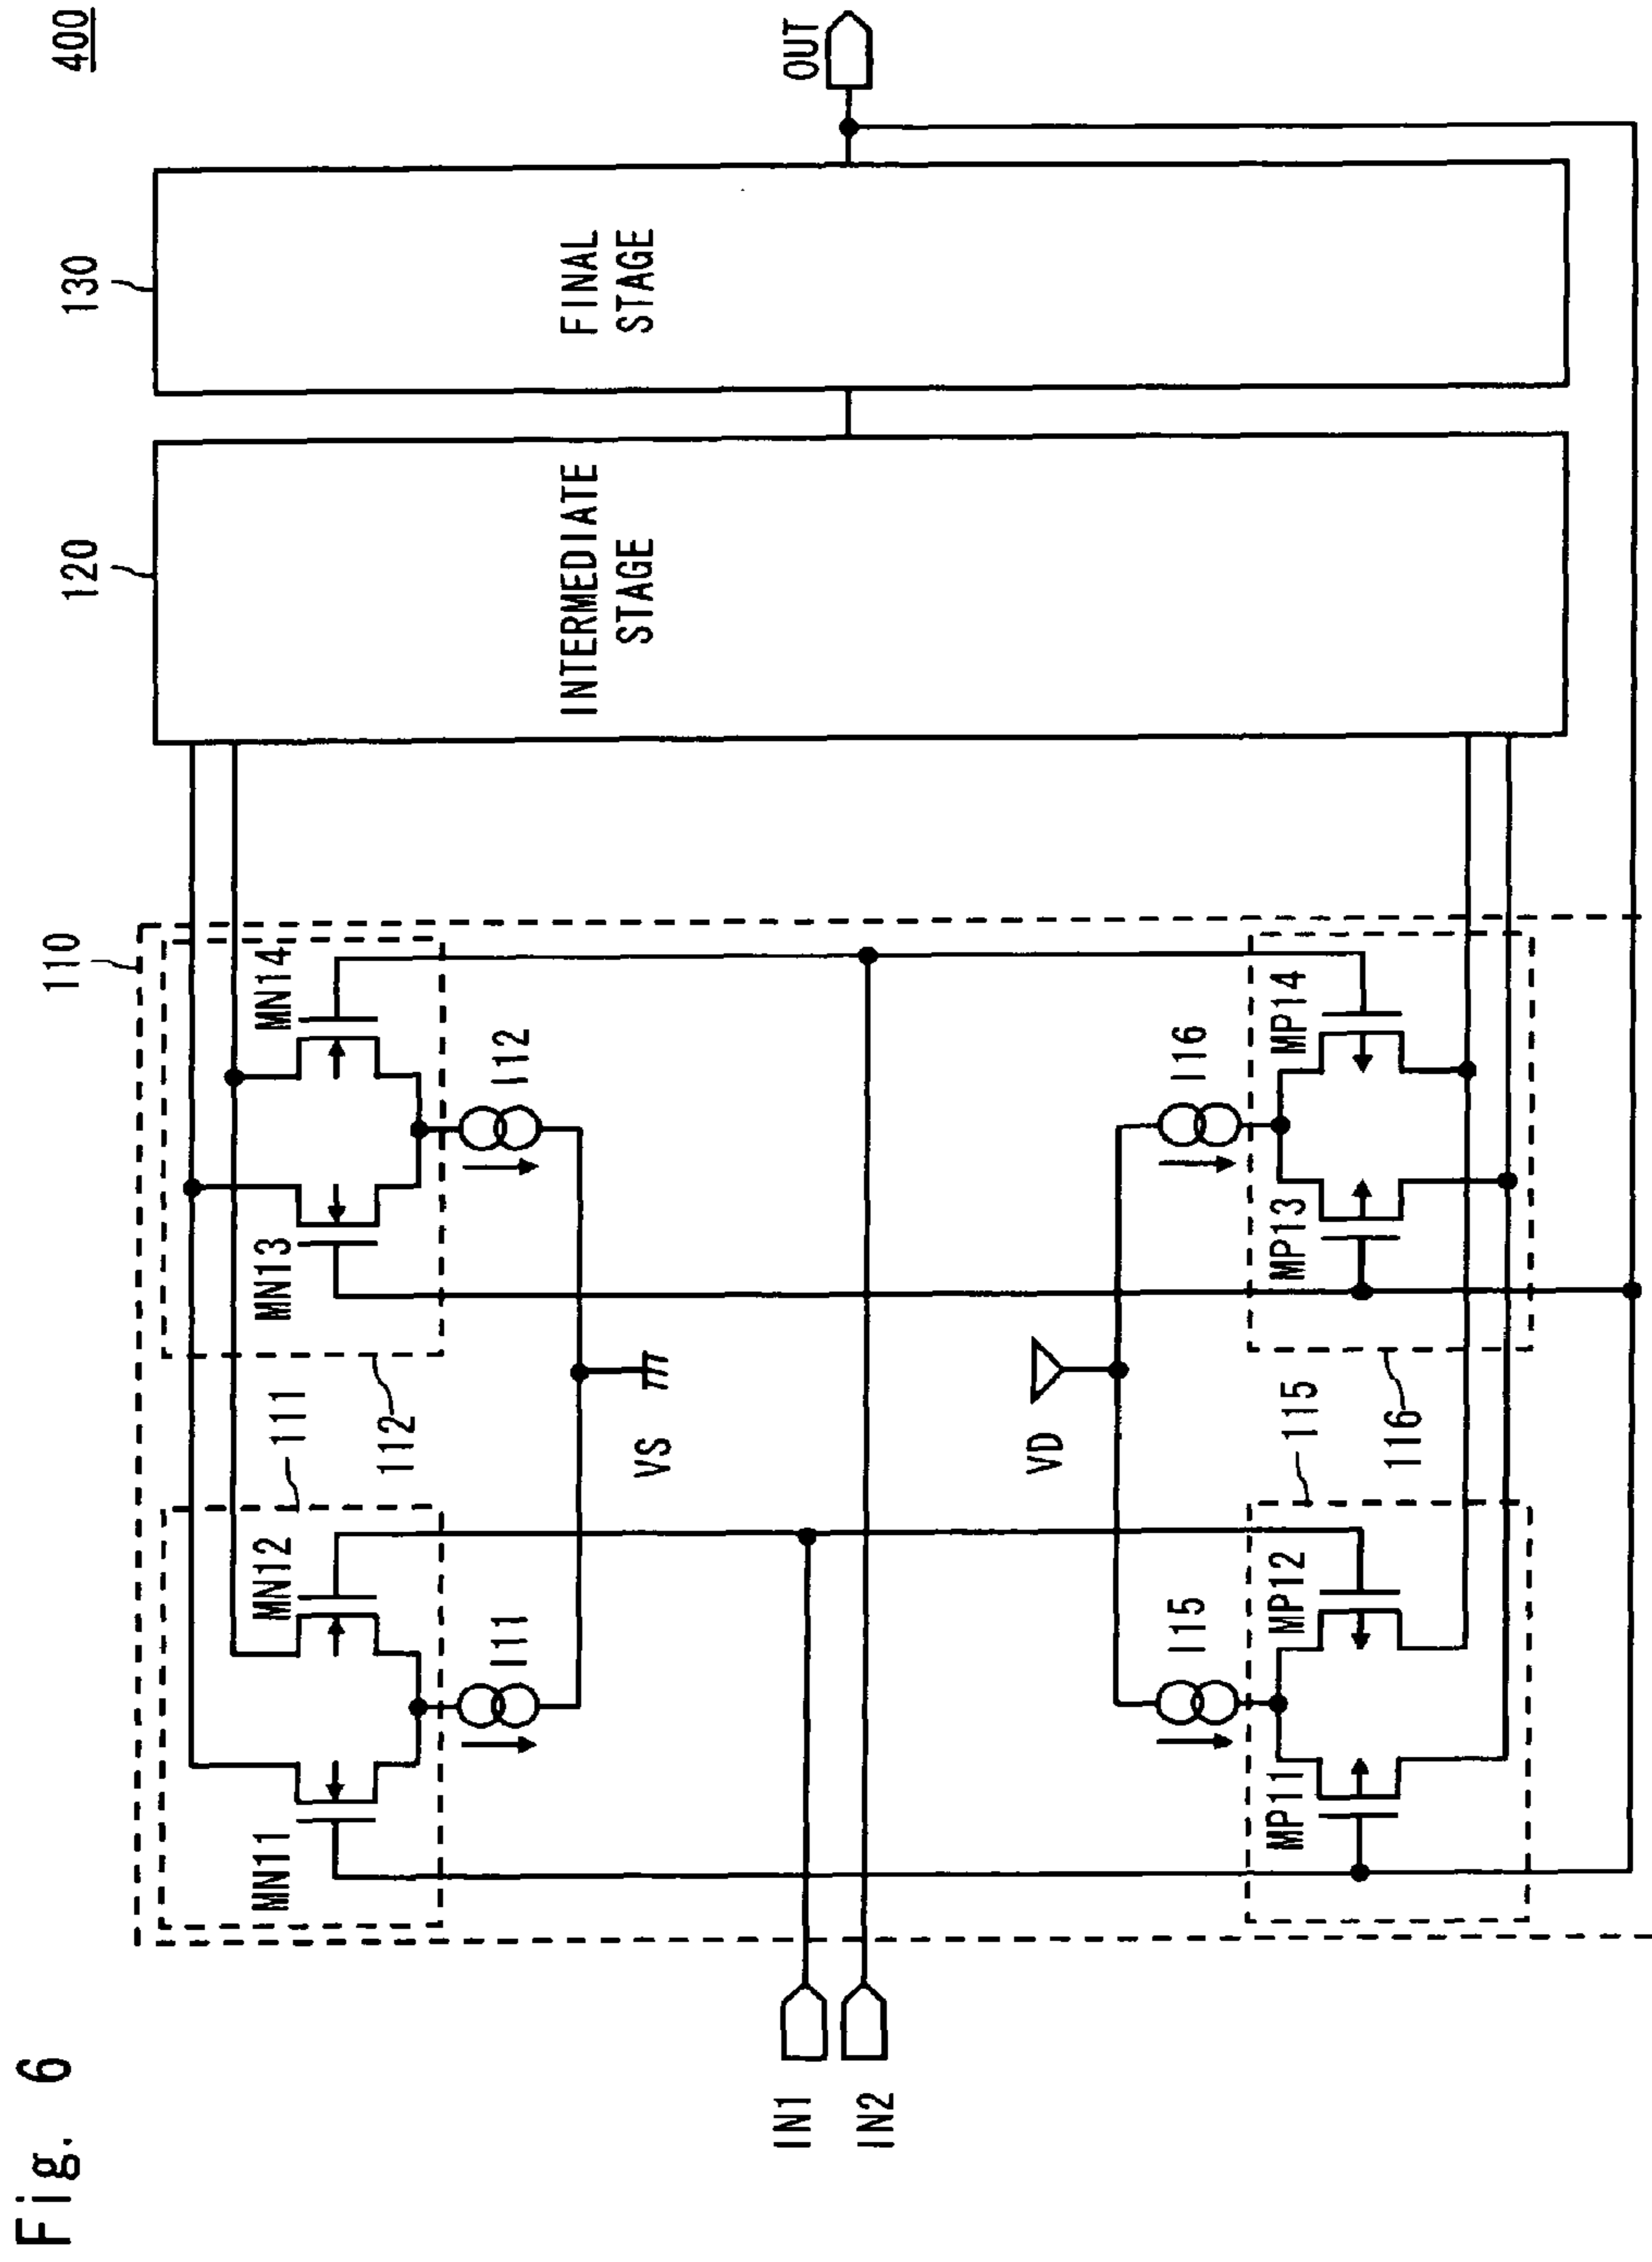 Fig. 6
400
110
120
130
111
112
MN11
MN12
MN13
MN14
I11
I12
VS
IN1
IN2
OUT
INTERMEDIATE
STAGE
FINAL
STAGE
VD
I15
I16
115
116
MP11
MP12
MP13
MP14